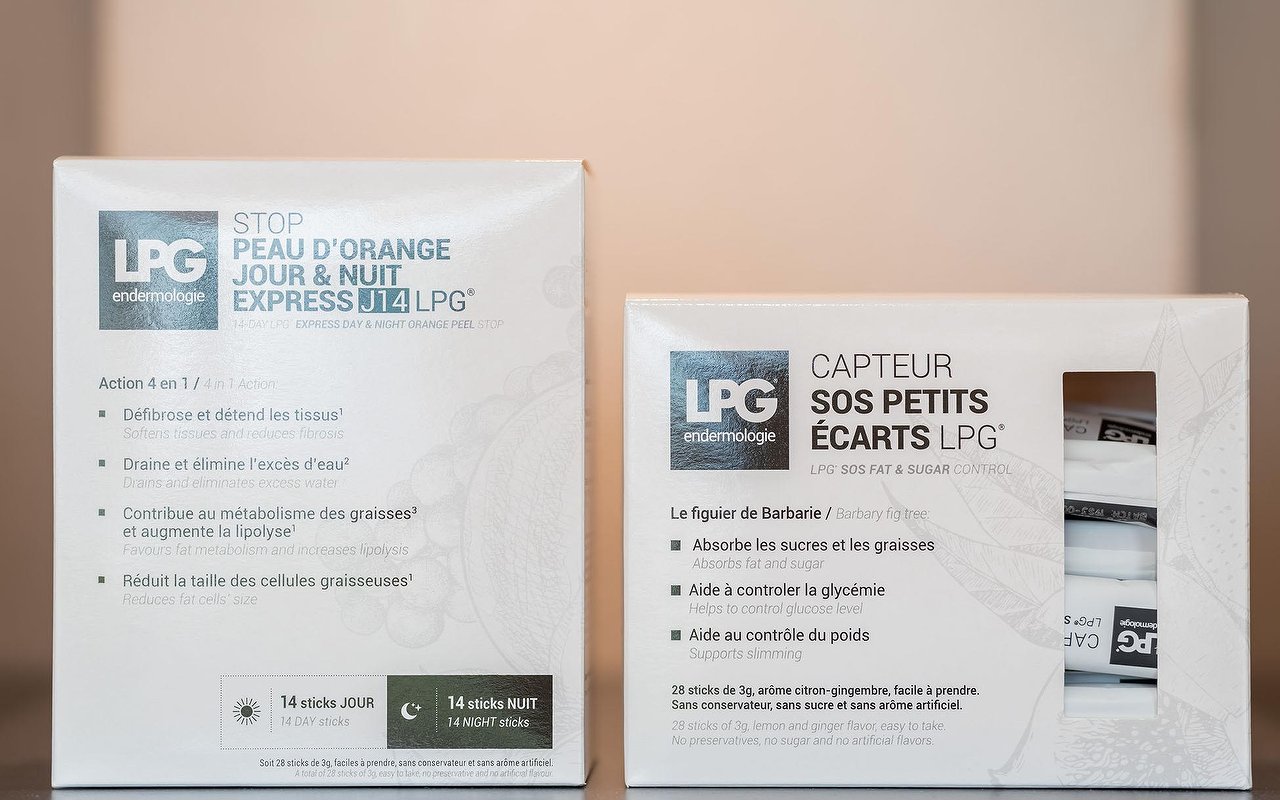 LPG
endermologie
STOP
PEAU D'ORANGE
JOUR & NUIT
EXPRESS J14 LPG®
14-DAY LPG® EXPRESS DAY & NIGHT ORANGE PEEL STOP
Action 4 en 1 / 4 in 1 Action:
Défibrose et détend les tissus¹
Softens tissues and reduces fibrosis
Draine et élimine l'excès d'eau²
Drains and eliminates excess water
Contribue au métabolisme des graisses³
et augmente la lipolyse¹
Favours fat metabolism and increases lipolysis
Réduit la taille des cellules graisseuses¹
Reduces fat cells' size
14 sticks JOUR
14 DAY sticks
14 sticks NUIT
14 NIGHT sticks
Soit 28 sticks de 3g, faciles à prendre, sans conservateur et sans arôme artificiel.
A total of 28 sticks of 3g, easy to take, no preservative and no artificial flavour.
LPG
endermologie
CAPTEUR
SOS PETITS
ÉCARTS LPG®
LPG® SOS FAT & SUGAR CONTROL
Le figuier de Barbarie / Barbary fig tree:
Absorbe les sucres et les graisses
Absorbs fat and sugar
Aide à controler la glycémie
Helps to control glucose level
Aide au contrôle du poids
Supports slimming
28 sticks de 3g, arôme citron-gingembre, facile à prendre.
Sans conservateur, sans sucre et sans arôme artificiel.
28 sticks of 3g, lemon and ginger flavor, easy to take.
No preservatives, no sugar and no artificial flavors.
LPG
endermologie
LPG
CAP
LPG® S